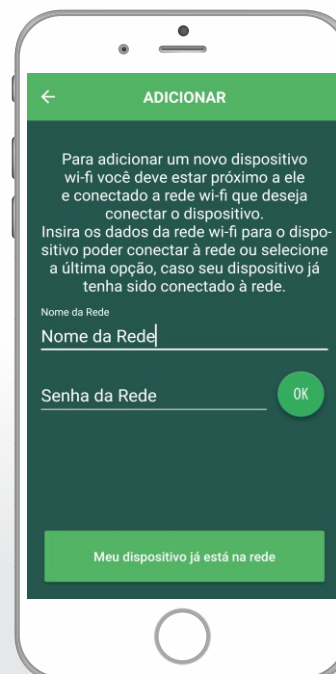 ADICIONAR
Para adicionar um novo dispositivo
wi-fi você deve estar próximo a ele
e conectado a rede wi-fi que deseja
conectar o dispositivo.
Insira os dados da rede wi-fi para o dispo-
sitivo poder conectar à rede ou selecione
a última opção, caso seu dispositivo já
tenha sido conectado à rede.
Nome da Rede
Nome da Rede
Senha da Rede
OK
Meu dispositivo já está na rede